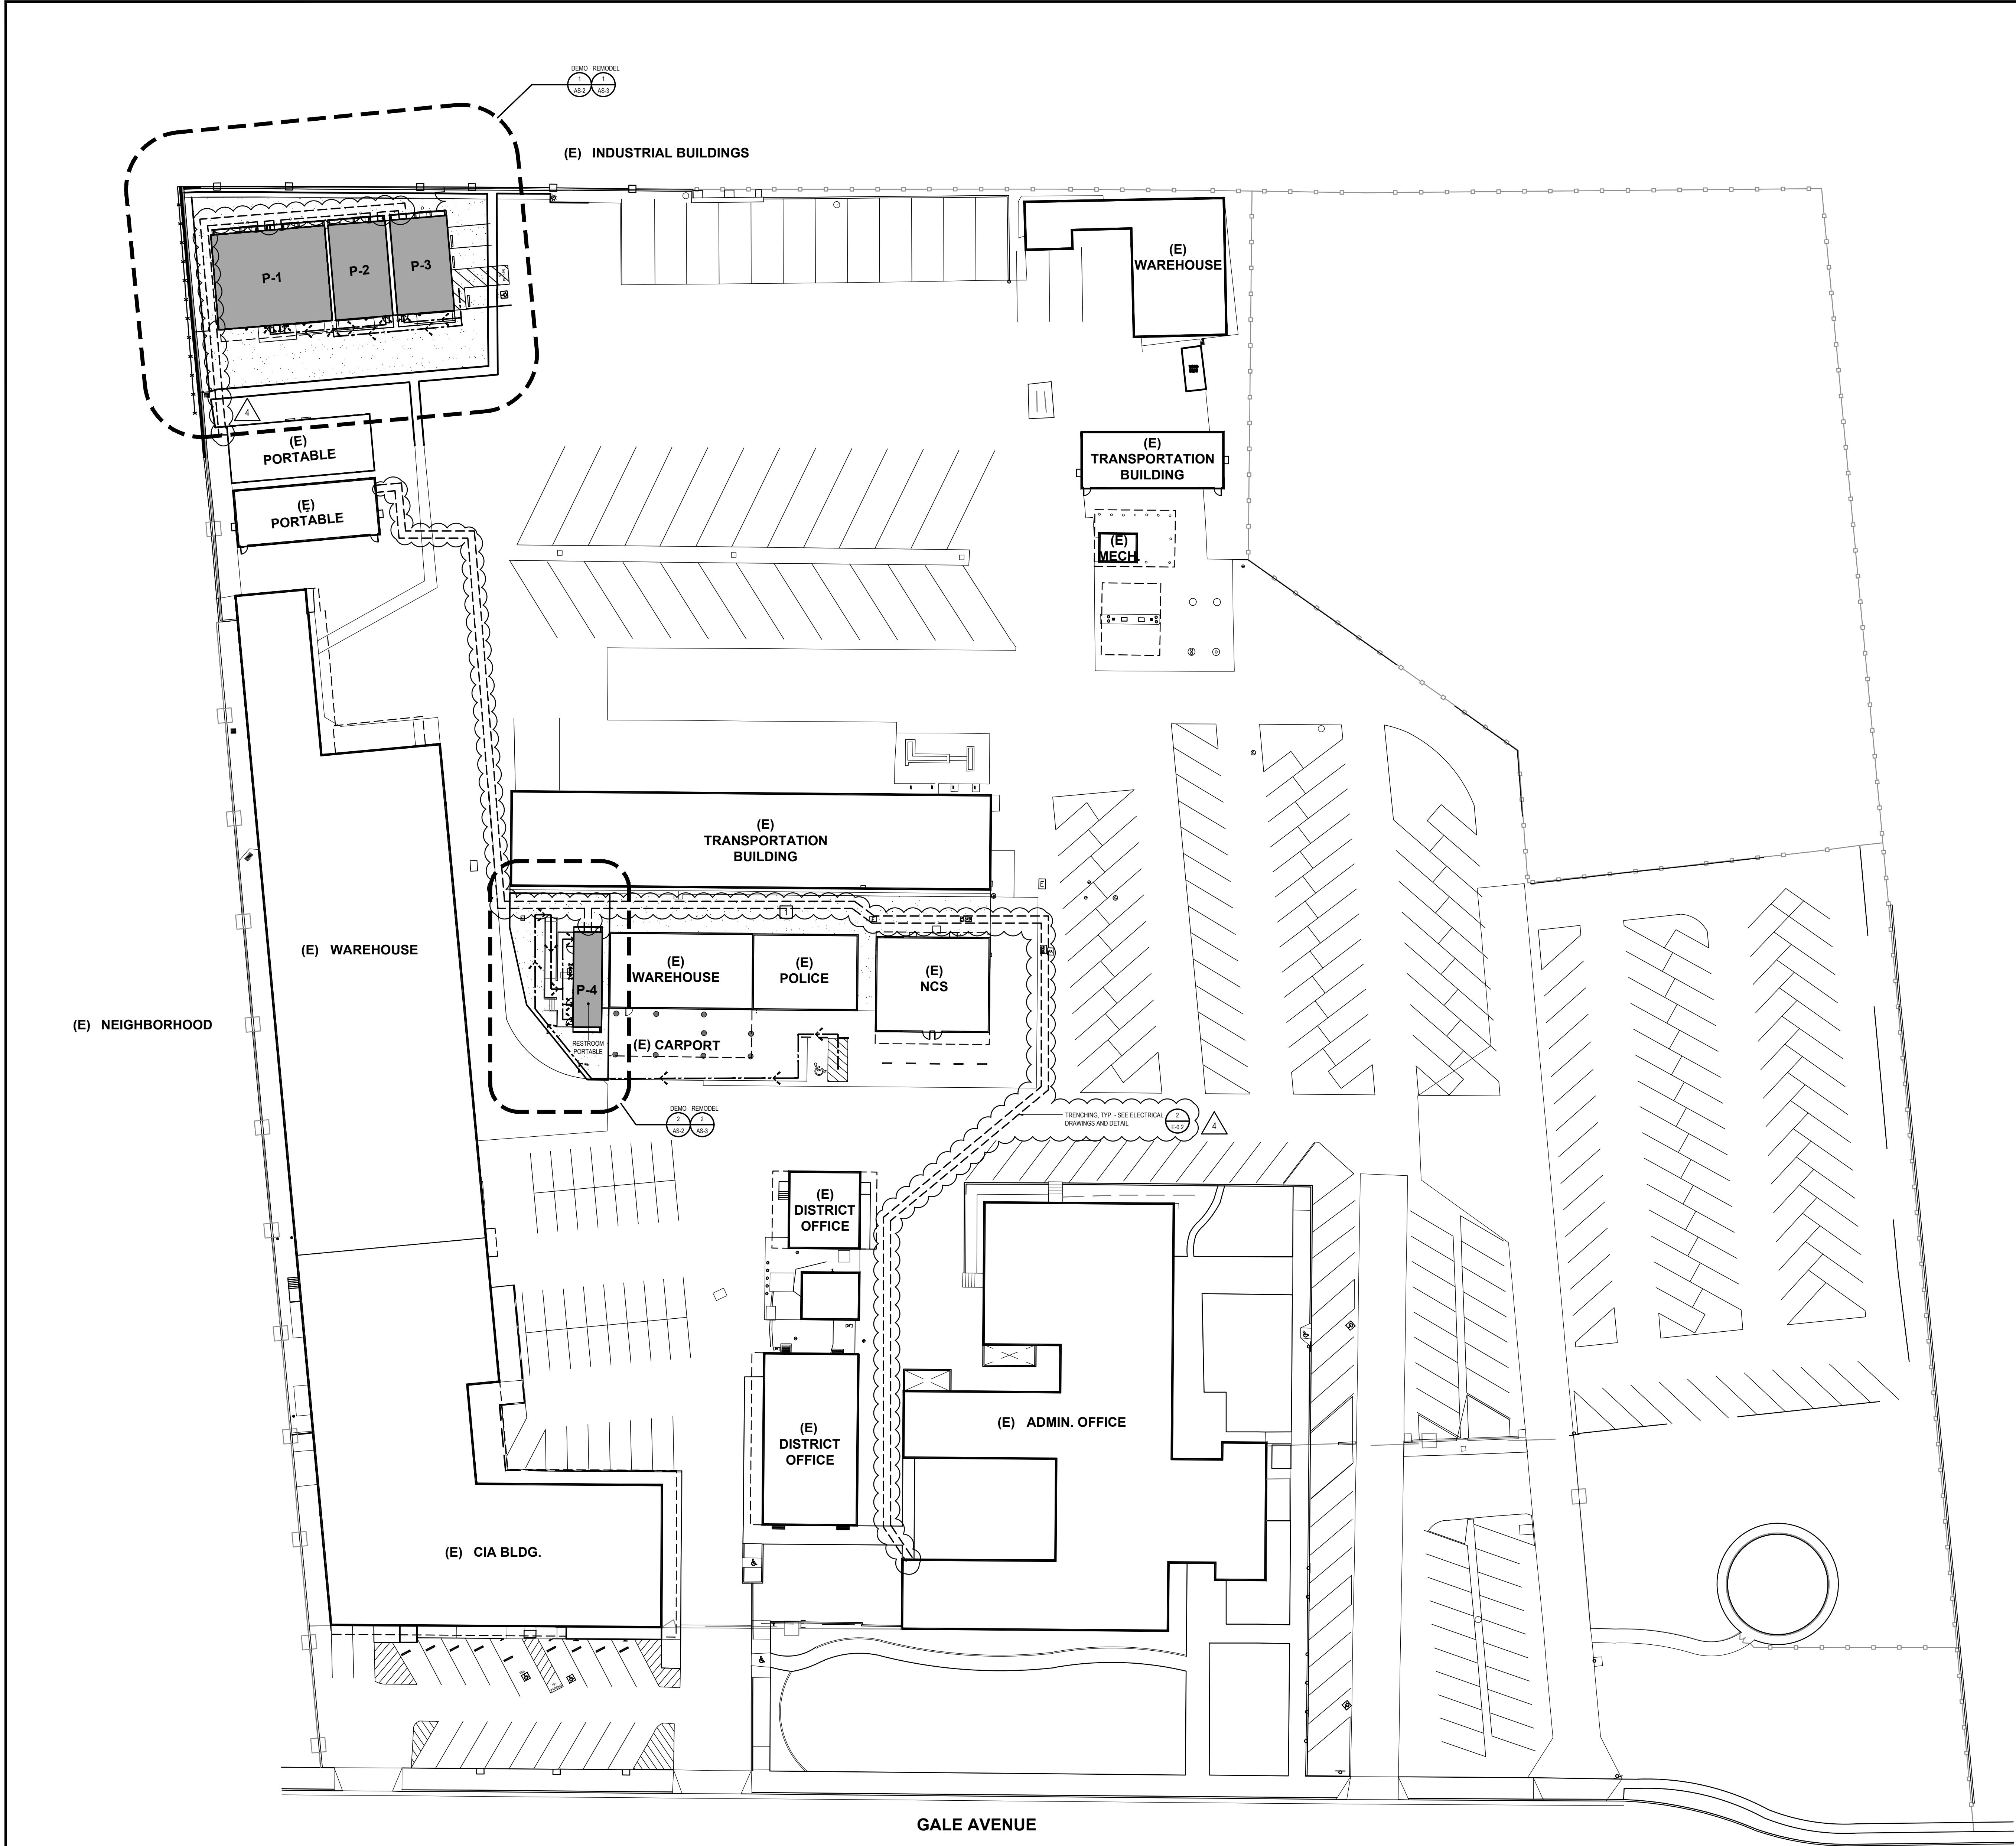 DEMO REMODEL
1 1
AS-2 AS-3
(E) INDUSTRIAL BUILDINGS
P-1
P-2
P-3
(E)
WAREHOUSE
4
(E)
PORTABLE
(E)
PORTABLE
(E)
TRANSPORTATION
BUILDING
(E)
MECH.
(E)
TRANSPORTATION
BUILDING
E
1
(E) WAREHOUSE
(E)
WAREHOUSE
(E)
POLICE
(E)
NCS
P-4
RESTROOM
PORTABLE
(E) CARPORT
(E) NEIGHBORHOOD
DEMO REMODEL
2 2
AS-2 AS-3
TRENCHING, TYP. - SEE ELECTRICAL
DRAWINGS AND DETAIL
2
E-0.2
4
(E)
DISTRICT
OFFICE
(E) ADMIN. OFFICE
(E)
DISTRICT
OFFICE
(E) CIA BLDG.
GALE AVENUE